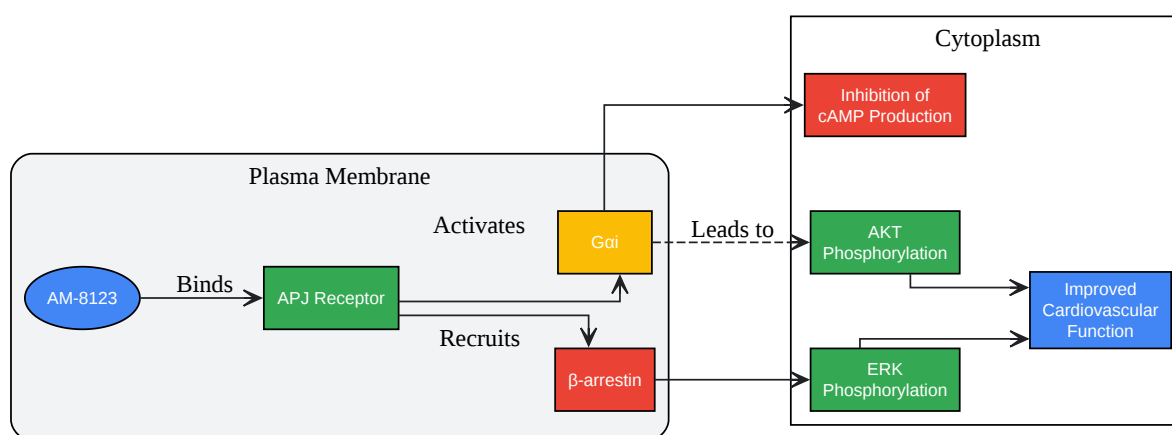 Cytoplasm
Inhibition of
cAMP Production
Plasma Membrane
Activates
Gαi
Leads to
AKT
Phosphorylation
AM-8123
Binds
APJ Receptor
Improved
Cardiovascular
Function
Recruits
β-arrestin
ERK
Phosphorylation